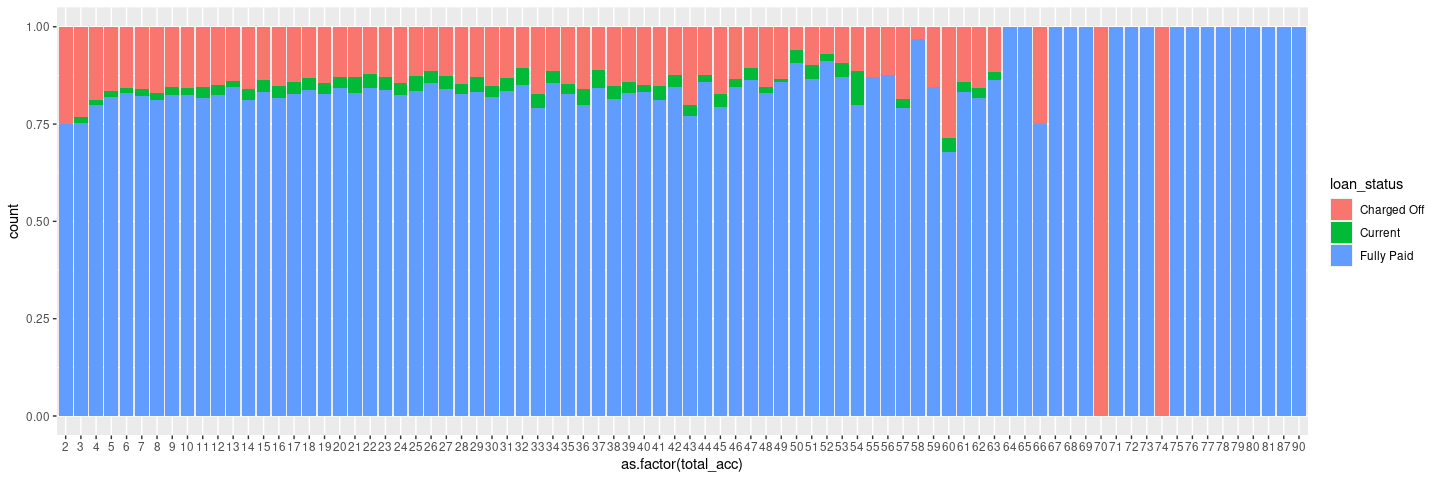 1.00
0.75
0.50
0.25
0.00
count
2 3 4 5 6 7 8 9 10 11 12 13 14 15 16 17 18 19 20 21 22 23 24 25 26 27 28 29 30 31 32 33 34 35 36 37 38 39 40 41 42 43 44 45 46 47 48 49 50 51 52 53 54 55 56 57 58 59 60 61 62 63 64 65 66 67 68 69 70 71 72 73 74 75 76 77 78 79 80 81 87 90
as.factor(total_acc)
loan_status
Charged Off
Current
Fully Paid